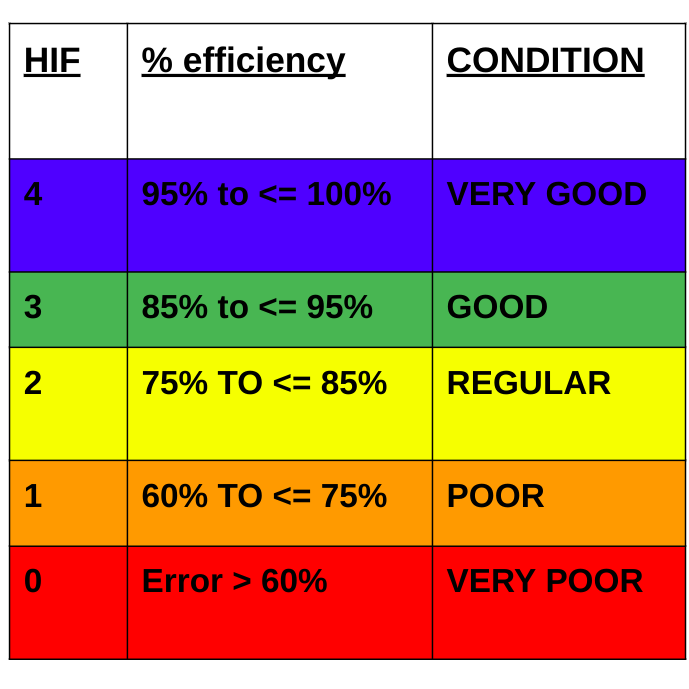 HIF % efficiency CONDITION
4 95% to <= 100% VERY GOOD
3 85% to <= 95% GOOD
2 75% TO <= 85% REGULAR
1 60% TO <= 75% POOR
0 Error > 60% VERY POOR